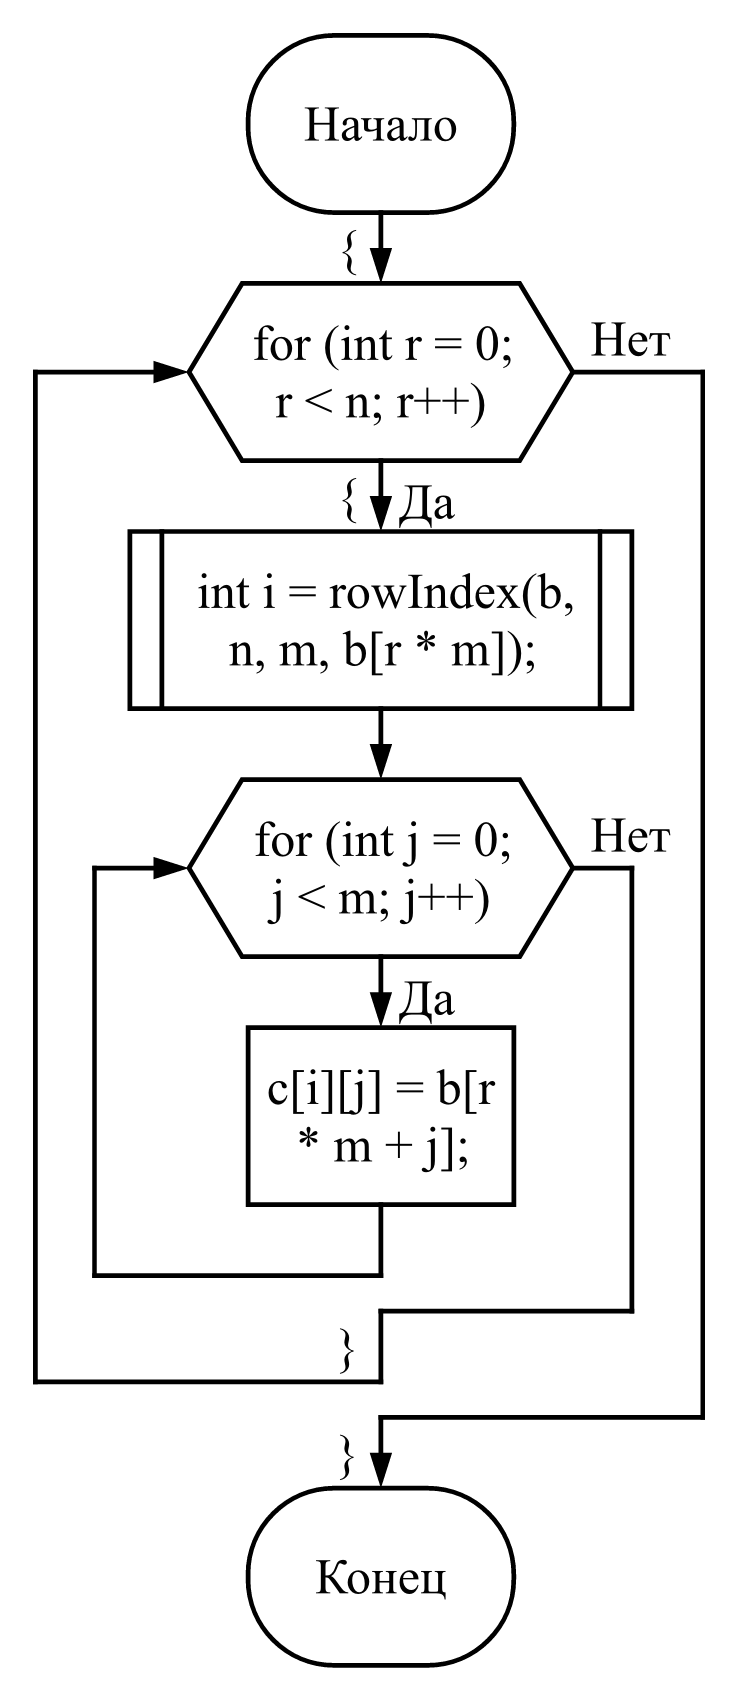 Начало
{
for (int r = 0;
r < n; r++)
Нет
{
Да
int i = rowIndex(b,
n, m, b[r * m]);
for (int j = 0;
j < m; j++)
Нет
Да
c[i][j] = b[r
* m + j];
}
}
Конец